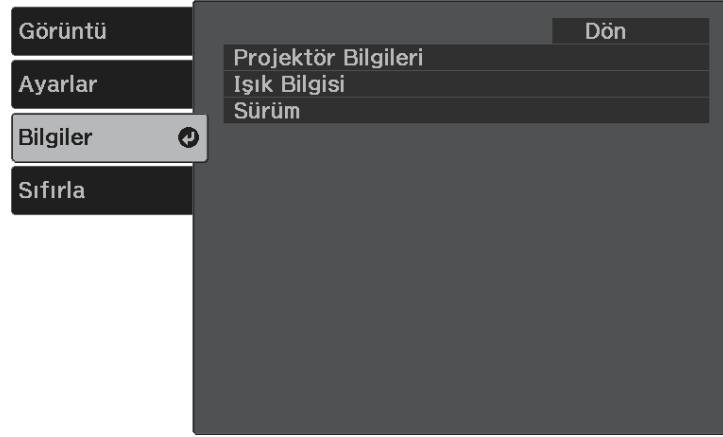 Görüntü
Ayarlar
Bilgiler
Sıfırla
Dön
Projektör Bilgileri
Işık Bilgisi
Sürüm